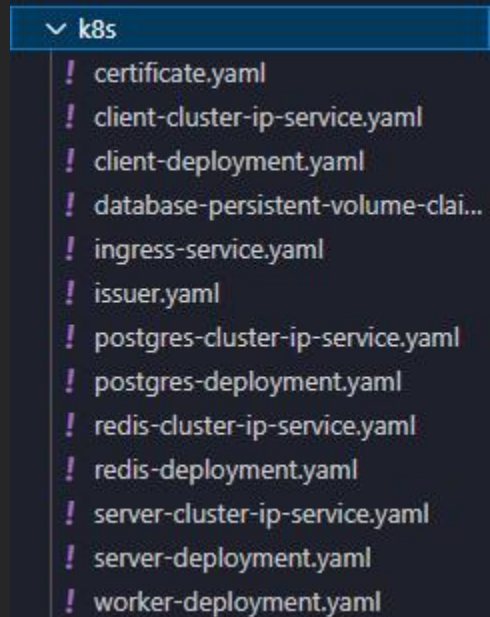 k8s
! certificate.yaml
! client-cluster-ip-service.yaml
! client-deployment.yaml
! database-persistent-volume-clai...
! ingress-service.yaml
! issuer.yaml
! postgres-cluster-ip-service.yaml
! postgres-deployment.yaml
! redis-cluster-ip-service.yaml
! redis-deployment.yaml
! server-cluster-ip-service.yaml
! server-deployment.yaml
! worker-deployment.yaml